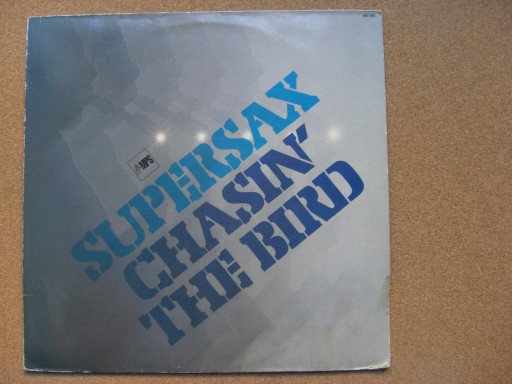 MPS
SUPERSAX
CHASIN'
THE BIRD